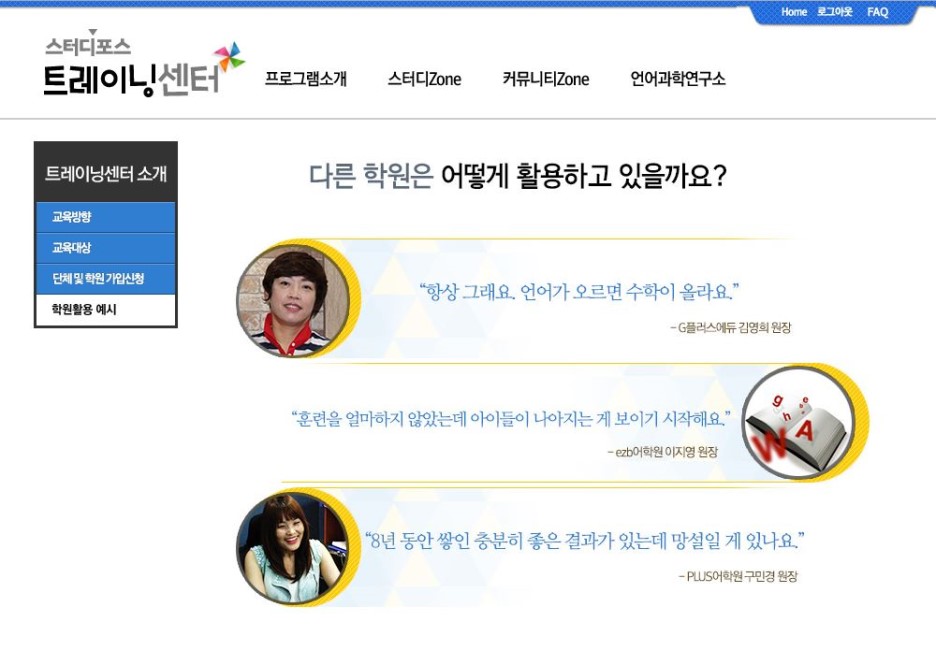 Home 로그아웃 FAQ
스터디포스
트레이닝센터
프로그램소개 스터디Zone 커뮤니티Zone 언어과학연구소
트레이닝센터 소개
교육방향
교육대상
단체 및 학원 가입신청
학원활용 예시
다른 학원은 어떻게 활용하고 있을까요?
“항상 그래요. 언어가 오르면 수학이 올라요.”
- G플러스에듀 김영희 원장
“훈련을 얼마하지 않았는데 아이들이 나아지는 게 보이기 시작해요.”
- ezb어학원 이지영 원장
g h s e
W A
“8년 동안 쌓인 충분히 좋은 결과가 있는데 망설일 게 있나요.”
- PLUS어학원 구민경 원장